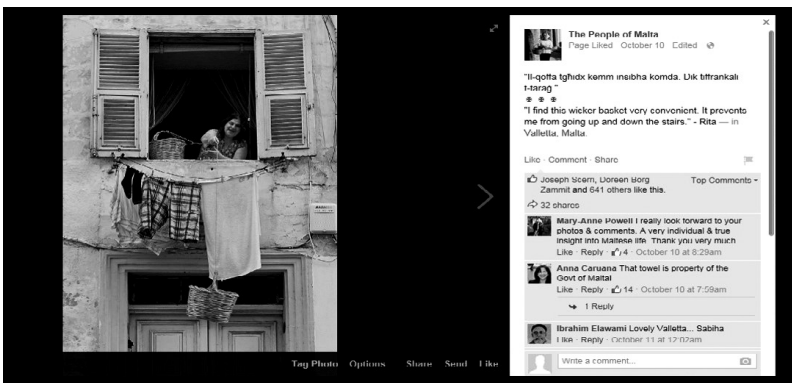 The People of Malta
Page Liked · October 10 · Edited ·
"Il-qoffa tgħidx kemm insibha komda. Dik tiffrankali
t-taraġ."
"I find this wicker basket very convenient. It prevents
me from going up and down the stairs." - Rita — in
Valletta, Malta.
Like · Comment · Share
Joseph Scerri, Doreen Borg
Zammit and 641 others like this.
Top Comments
32 shares
Mary-Anne Powell I really look forward to your
photos & comments. A very individual & true
insight into Maltese life. Thank you very much
Like · Reply · 4 · October 10 at 8:29am
Anna Caruana That towel is property of the
Govt of Malta!
Like · Reply · 14 · October 10 at 7:59am
1 Reply
Ibrahim Elawami Lovely Valletta... Sabiha
Like · Reply · October 11 at 12:02am
Write a comment...
Tag Photo Options Share Send Like